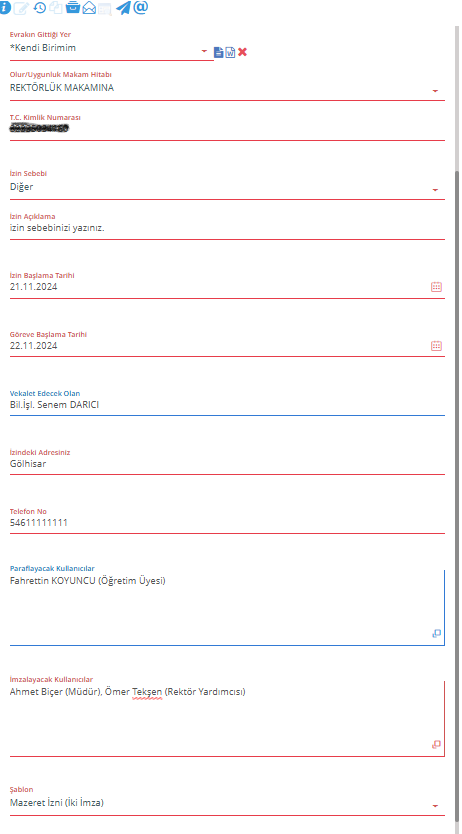 Evrakın Gittiği Yer
*Kendi Birimim
Olur/Uygunluk Makam Hitabı
REKTÖRLÜK MAKAMINA
T.C. Kimlik Numarası
İzin Sebebi
Diğer
İzin Açıklama
izin sebebinizi yazınız.
İzin Başlama Tarihi
21.11.2024
Göreve Başlama Tarihi
22.11.2024
Vekalet Edecek Olan
Bil.İşl. Senem DARICI
İzindeki Adresiniz
Gölhisar
Telefon No
54611111111
Paraflayacak Kullanıcılar
Fahrettin KOYUNCU (Öğretim Üyesi)
İmzalayacak Kullanıcılar
Ahmet Biçer (Müdür), Ömer Tekşen (Rektör Yardımcısı)
Şablon
Mazeret İzni (İki İmza)